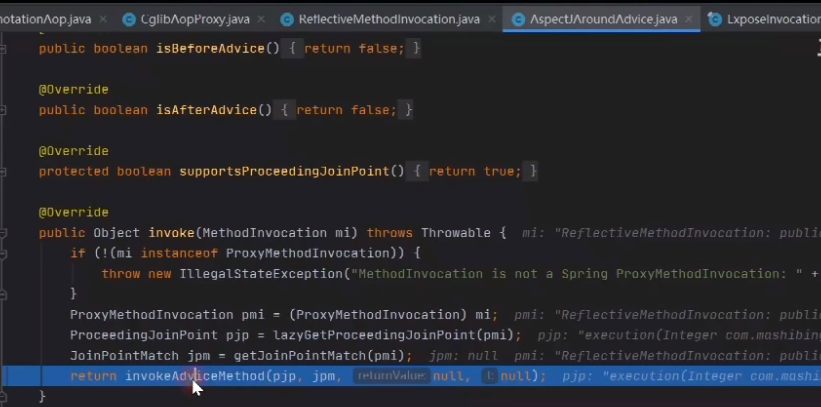 notationAop.java × CglibAopProxy.java × ReflectiveMethodInvocation.java × AspectJAroundAdvice.java × ExposeInvocation
public boolean isBeforeAdvice() { return false; }
@Override
public boolean isAfterAdvice() { return false; }
@Override
protected boolean supportsProceedingJoinPoint() { return true; }
@Override
public Object invoke(MethodInvocation mi) throws Throwable { mi: "ReflectiveMethodInvocation: public
if (!(mi instanceof ProxyMethodInvocation)) {
throw new IllegalStateException("MethodInvocation is not a Spring ProxyMethodInvocation: " +
}
ProxyMethodInvocation pmi = (ProxyMethodInvocation) mi; pmi: "ReflectiveMethodInvocation: public
ProceedingJoinPoint pjp = lazyGetProceedingJoinPoint(pmi); pjp: "execution(Integer com.mashibing
JoinPointMatch jpm = getJoinPointMatch(pmi); jpm: null pmi: "ReflectiveMethodInvocation: public
return invokeAdviceMethod(pjp, jpm, returnValue: null, t: null); pjp: "execution(Integer com.mashibing
}